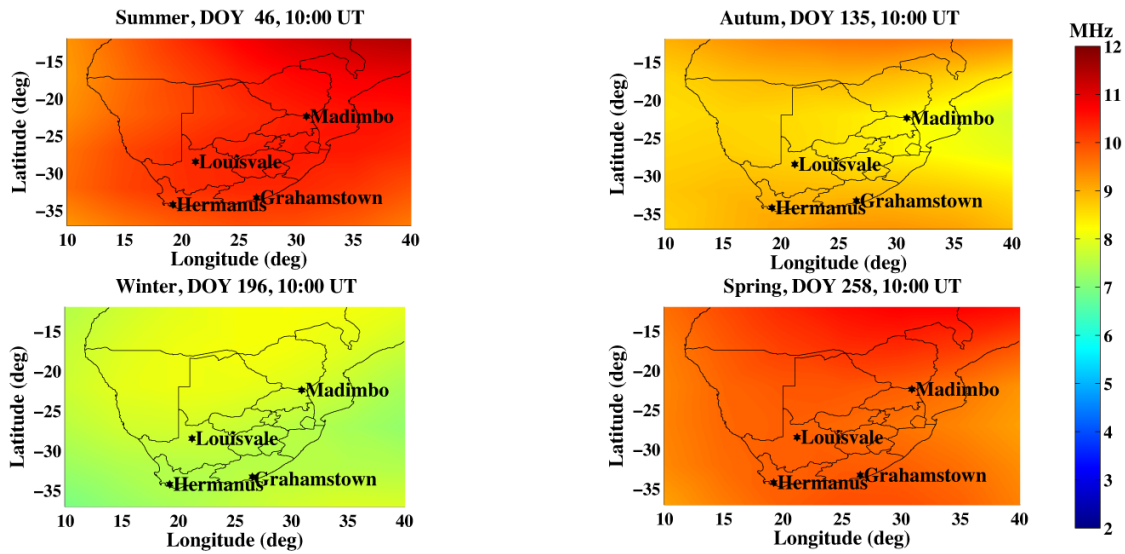 Summer, DOY  46, 10:00 UT
Latitude (deg)
−15
−20
−25
−30
−35
Madimbo
Louisvale
Hermanus
Grahamstown
10 15 20 25 30 35 40
Longitude (deg)
Autum, DOY 135, 10:00 UT
Latitude (deg)
−15
−20
−25
−30
−35
Madimbo
Louisvale
Hermanus
Grahamstown
10 15 20 25 30 35 40
Longitude (deg)
MHz
12
11
10
9
8
7
6
5
4
3
2
Winter, DOY 196, 10:00 UT
Latitude (deg)
−15
−20
−25
−30
−35
Madimbo
Louisvale
Hermanus
Grahamstown
10 15 20 25 30 35 40
Longitude (deg)
Spring, DOY 258, 10:00 UT
Latitude (deg)
−15
−20
−25
−30
−35
Madimbo
Louisvale
Hermanus
Grahamstown
10 15 20 25 30 35 40
Longitude (deg)